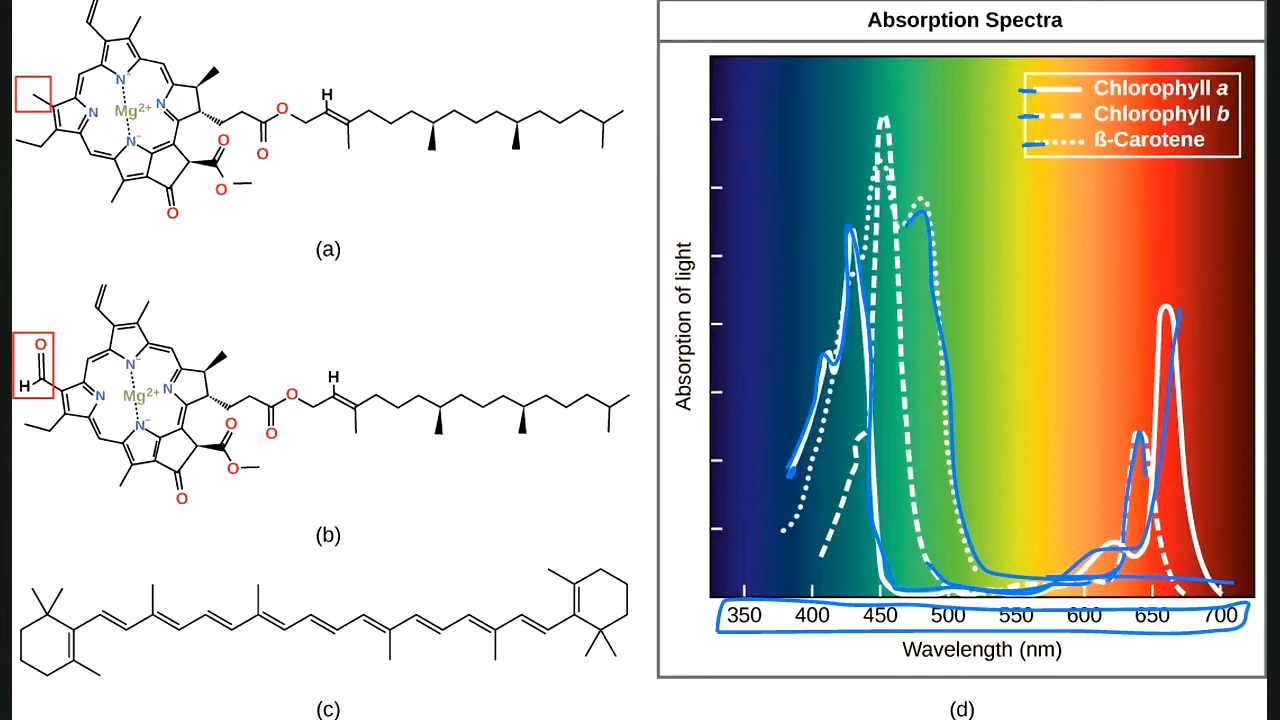 N⁻
Mg²⁺
N
N
N⁻
H
O
O
O
O
O
(a)
O
H
N⁻
Mg²⁺
N
N
N⁻
H
O
O
O
O
O
(b)
(c)
Absorption Spectra
Chlorophyll a
Chlorophyll b
ß-Carotene
Absorption of light
350 400 450 500 550 600 650 700
Wavelength (nm)
(d)